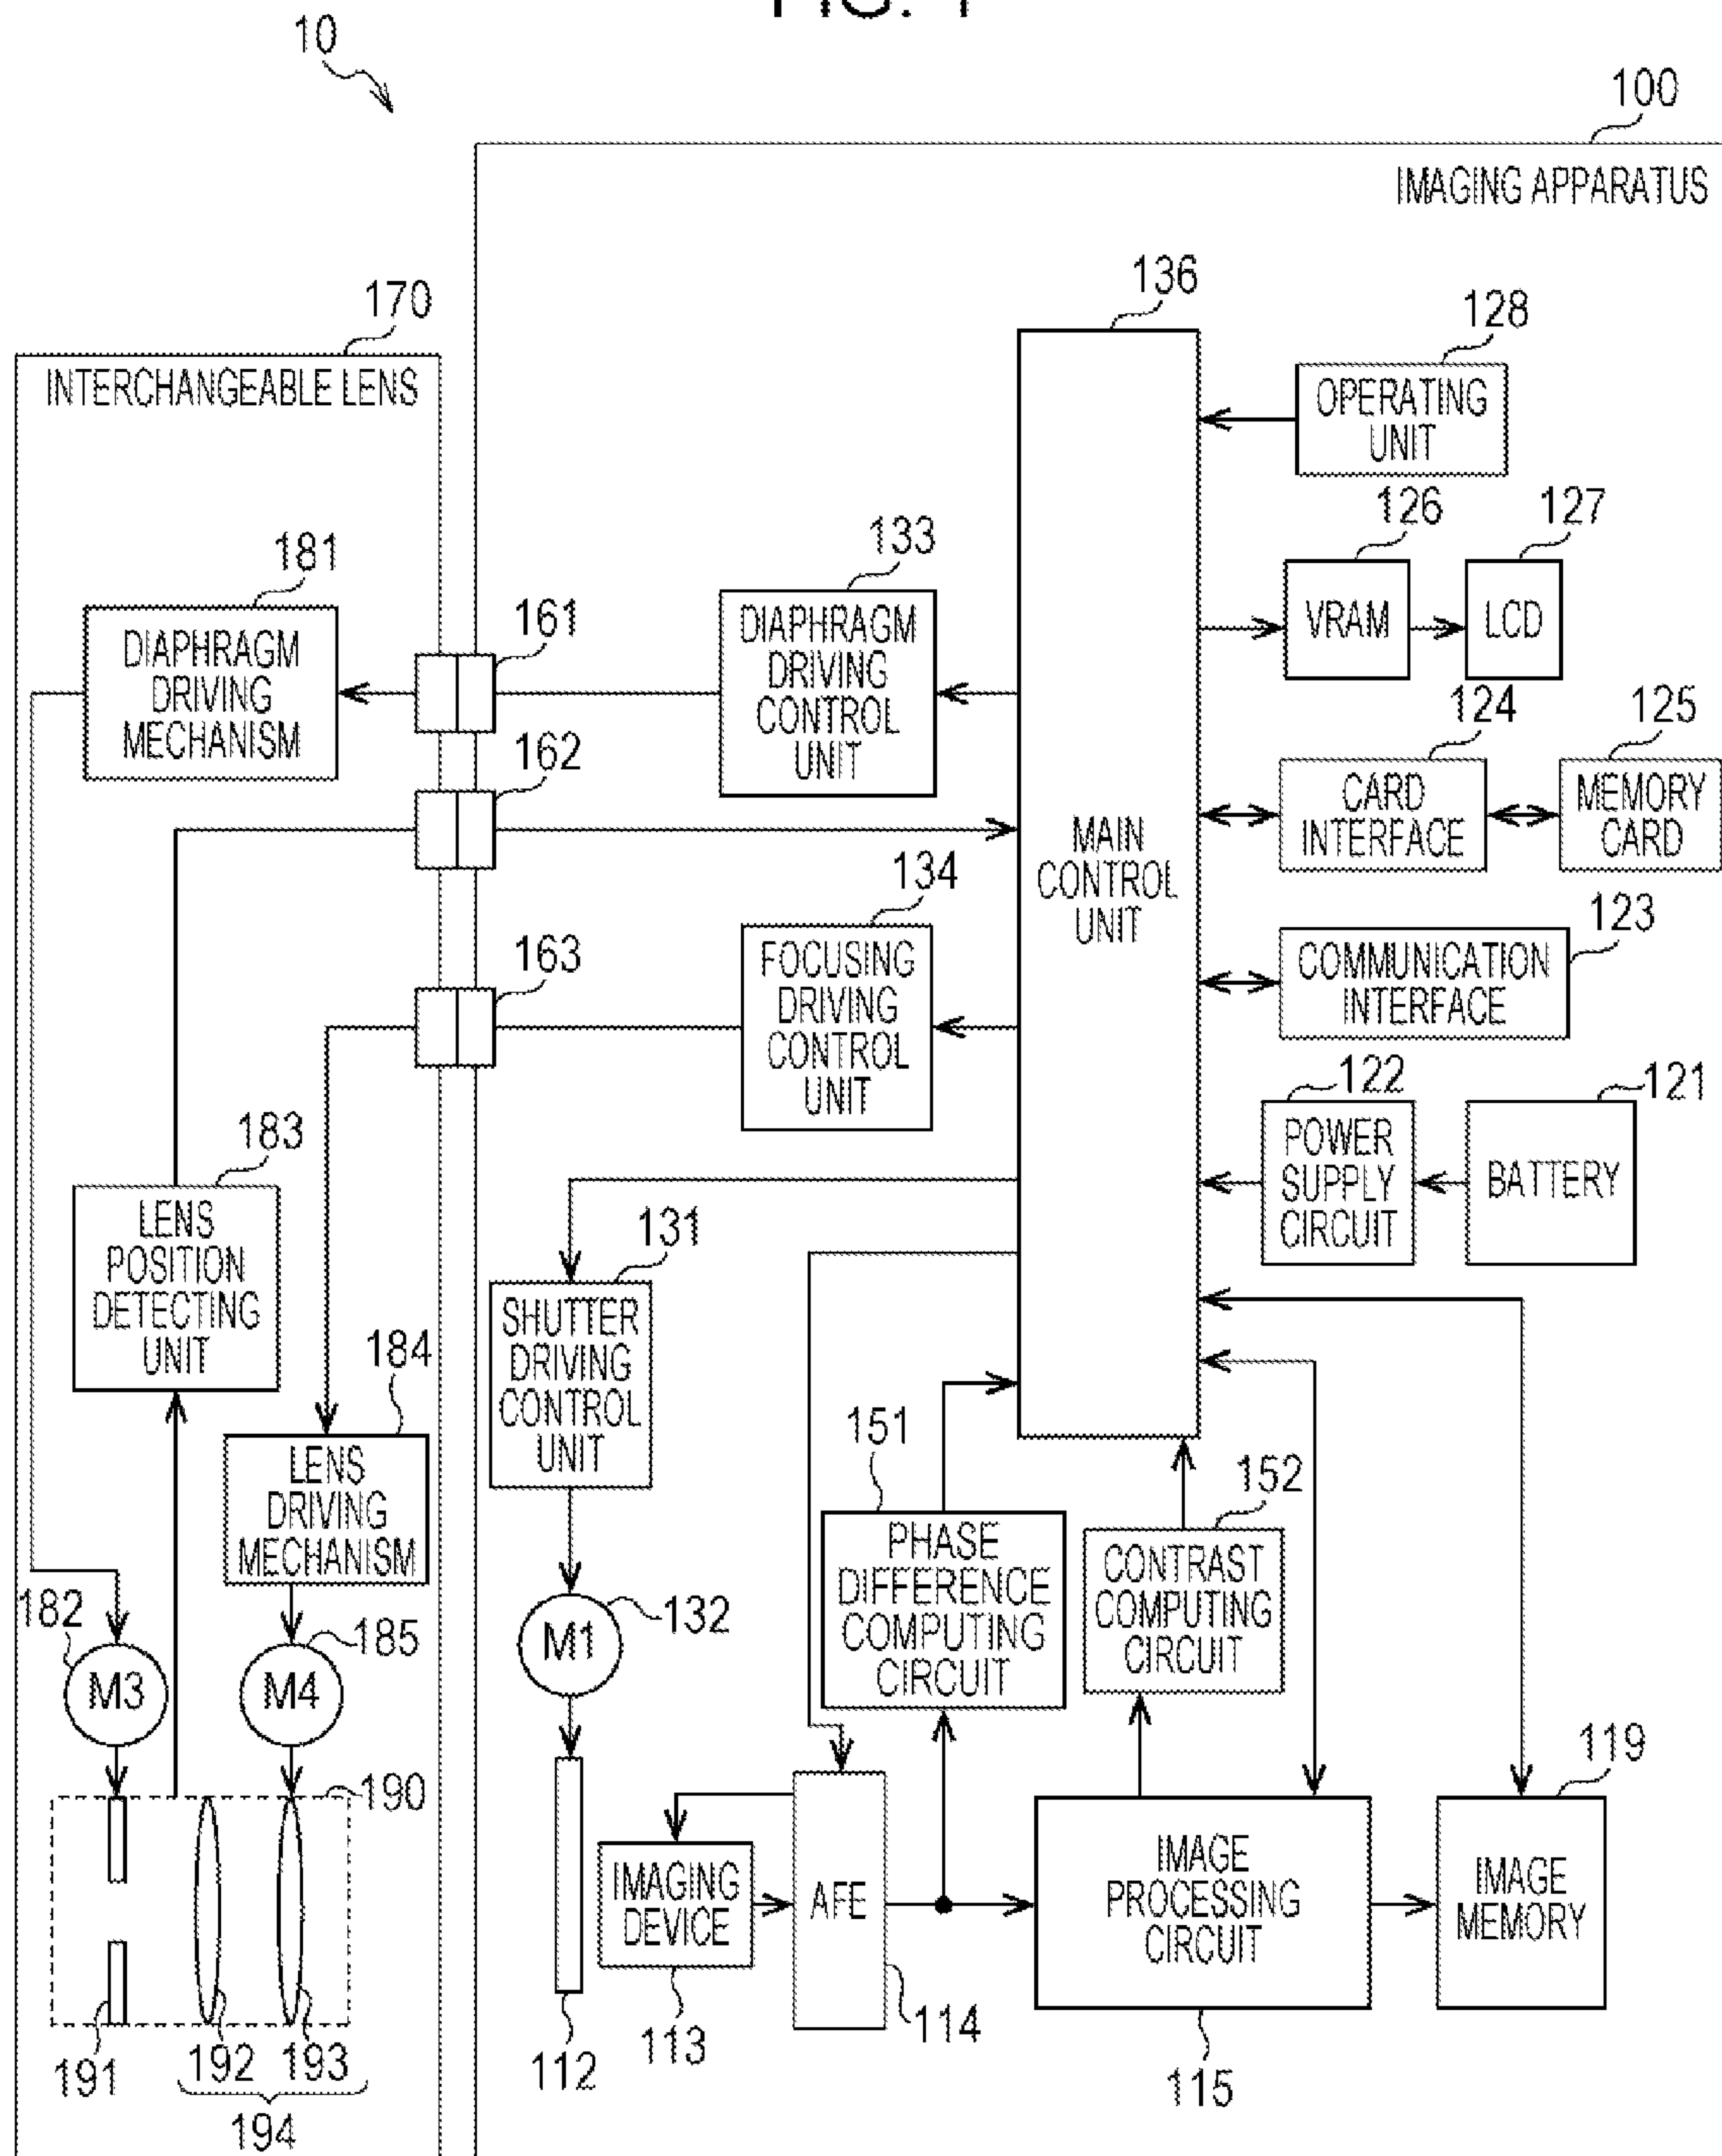 FIG. 1
10
100
IMAGING APPARATUS
136
170
INTERCHANGEABLE LENS
128
OPERATING
UNIT
126
127
VRAM
LCD
181
DIAPHRAGM
DRIVING
MECHANISM
161
133
DIAPHRAGM
DRIVING
CONTROL
UNIT
124
125
CARD
INTERFACE
MEMORY
CARD
162
MAIN
CONTROL
UNIT
134
FOCUSING
DRIVING
CONTROL
UNIT
163
123
COMMUNICATION
INTERFACE
122
121
POWER
SUPPLY
CIRCUIT
BATTERY
183
LENS
POSITION
DETECTING
UNIT
131
SHUTTER
DRIVING
CONTROL
UNIT
184
LENS
DRIVING
MECHANISM
151
PHASE
DIFFERENCE
COMPUTING
CIRCUIT
152
CONTRAST
COMPUTING
CIRCUIT
182
M3
185
M4
M1
132
190
119
IMAGING
DEVICE
AFE
IMAGE
PROCESSING
CIRCUIT
IMAGE
MEMORY
191
192
193
194
112
113
114
115